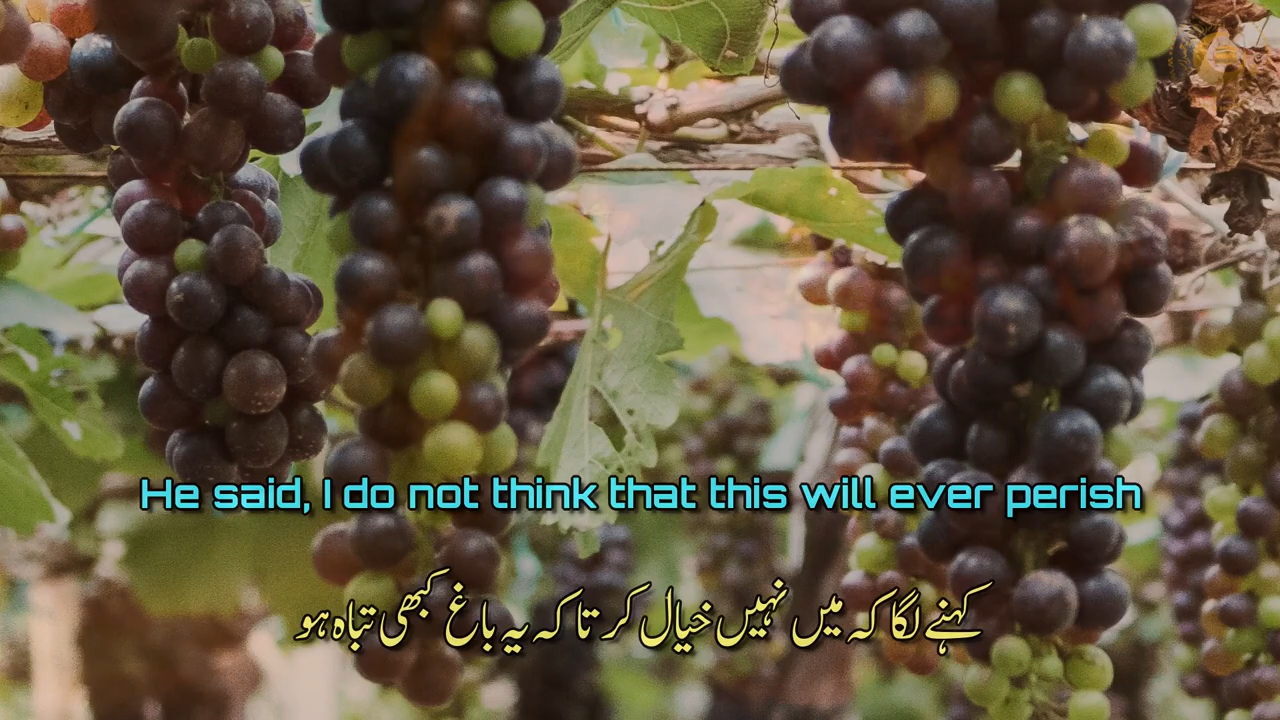 He said, I do not think that this will ever perish
کہنے لگا کہ میں نہیں خیال کرتا کہ یہ باغ کبھی تباہ ہو